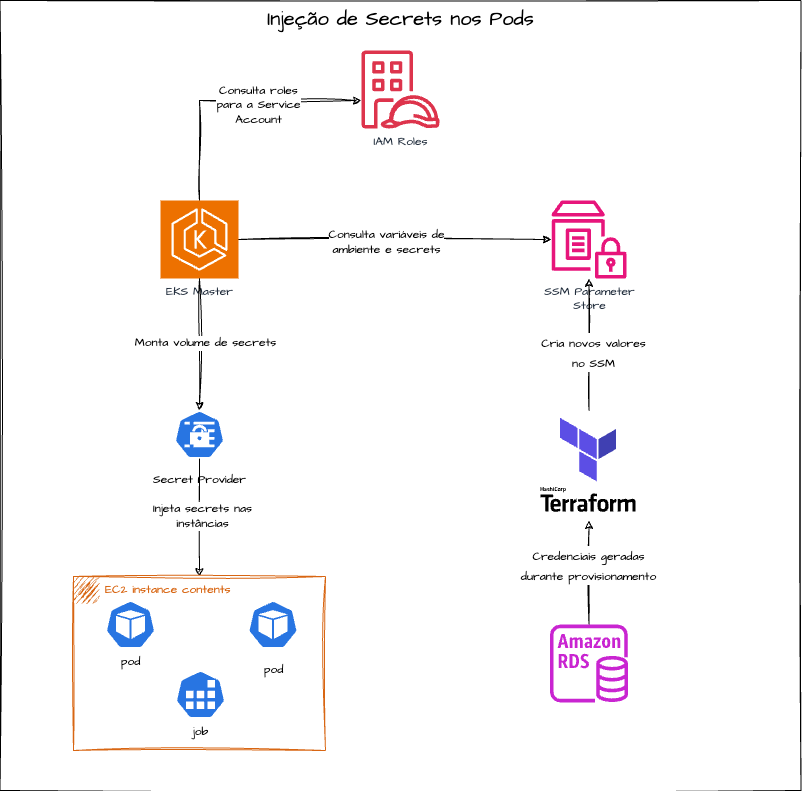 Injeção de Secrets nos Pods
Consulta roles
para a Service
Account
IAM Roles
Consulta variáveis de
ambiente e secrets
K
EKS Master
SSM Parameter
Store
Monta volume de secrets
Cria novos valores
no SSM
Secret Provider
HashiCorp
Terraform
Injeta secrets nas
instâncias
Credenciais geradas
durante provisionamento
EC2 instance contents
pod
pod
Amazon
RDS
job